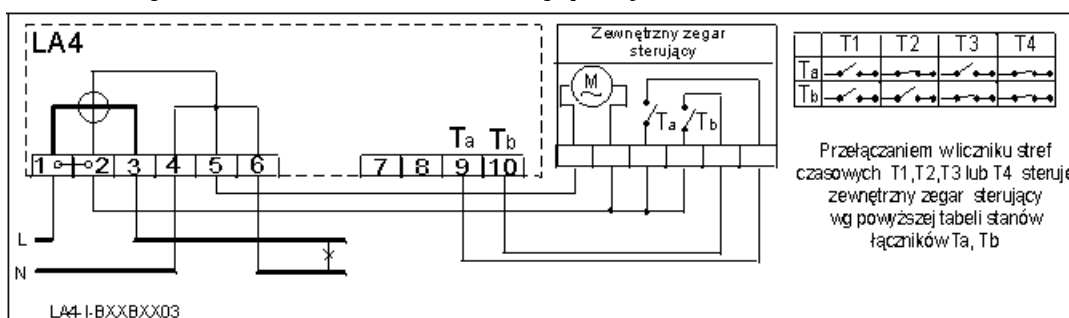 LA4
Zewnętrzny zegar
sterujący
M
Ta Tb
T1 T2 T3 T4
Ta
Tb
Ta Tb
1 2 3 4 5 6 7 8 9 10
Przełączaniem w liczniku stref
czasowych T1,T2,T3 lub T4 steruje
zewnętrzny zegar sterujący
wg powyższej tabeli stanów
łączników Ta, Tb
L
N
LA4-I-BXXBXX03